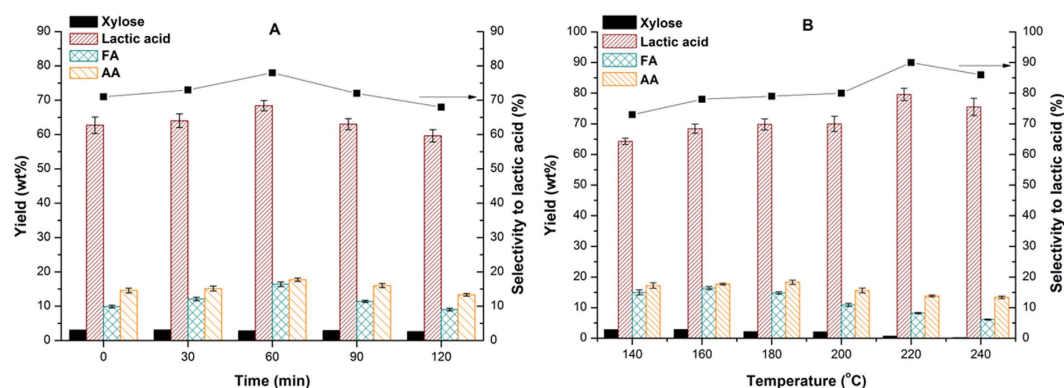 A
Xylose
Lactic acid
FA
AA
90
80
70
60
50
40
30
20
10
0
Yield (wt%)
90
80
70
60
50
40
30
20
10
0
Selectivity to lactic acid (%)
0 30 60 90 120
Time (min)
B
Xylose
Lactic acid
FA
AA
100
90
80
70
60
50
40
30
20
10
0
Yield (wt%)
100
90
80
70
60
50
40
30
20
10
0
Selectivity to lactic acid (%)
140 160 180 200 220 240
Temperature (°C)